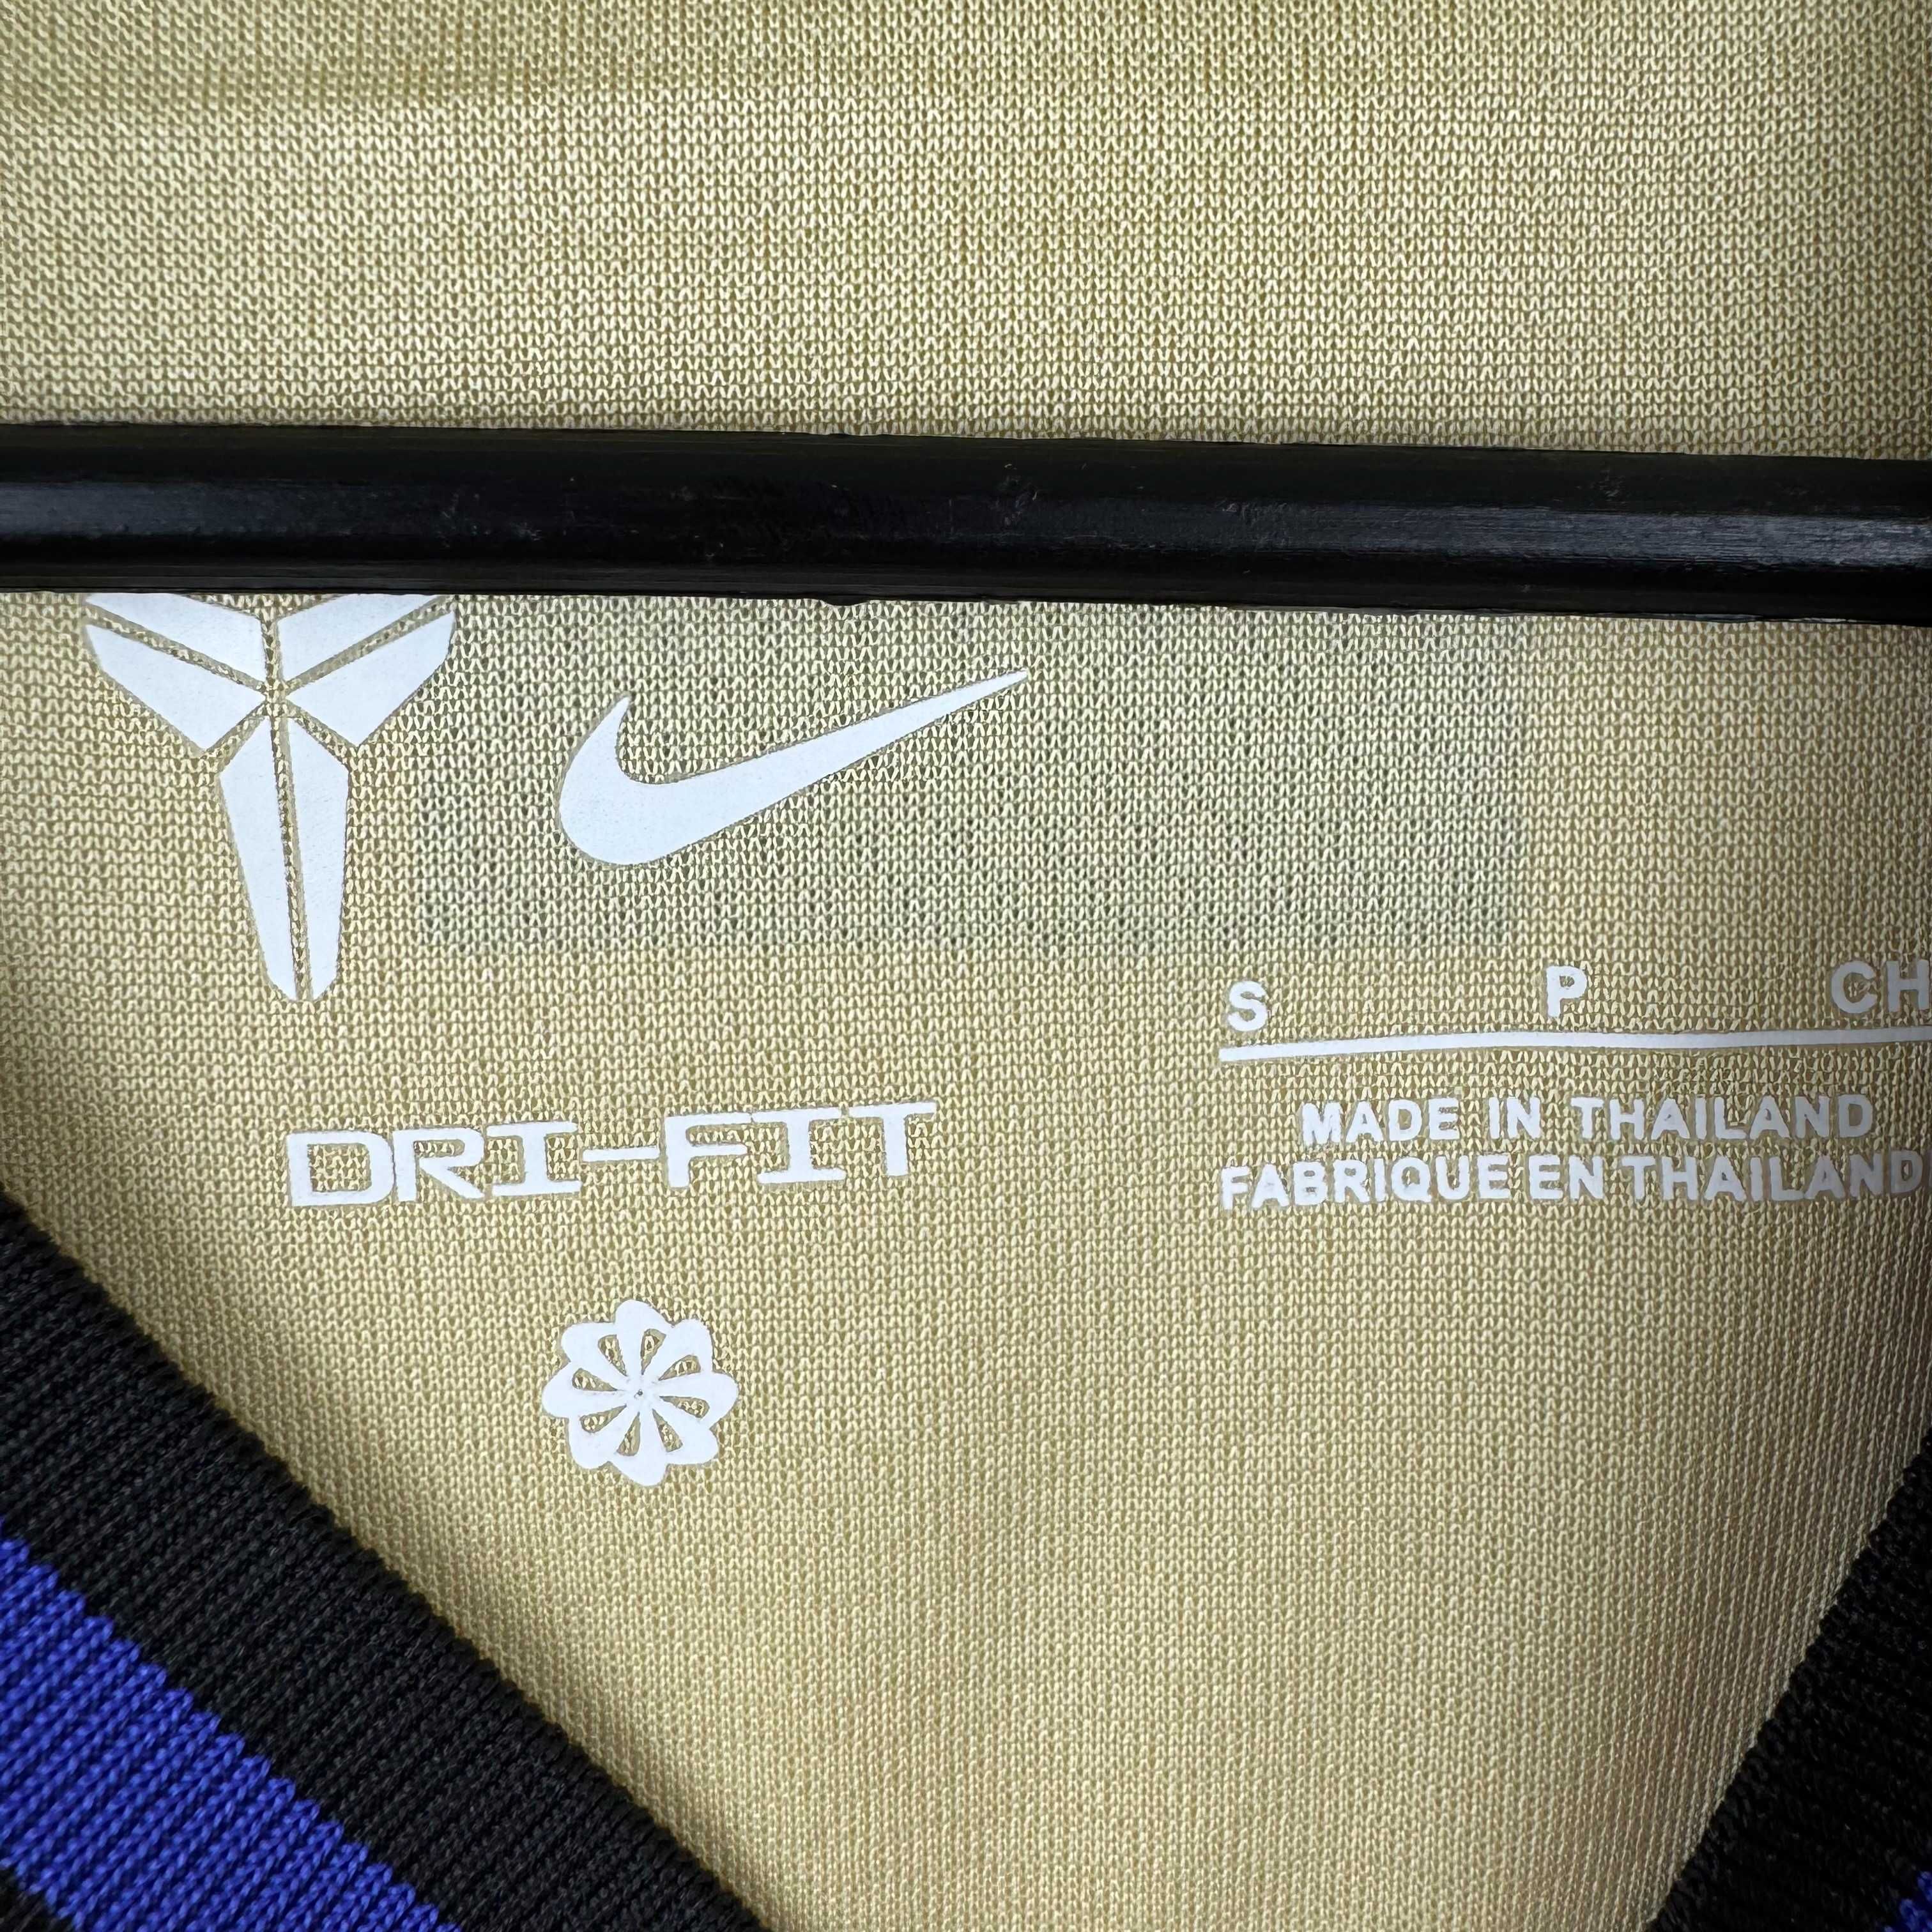 DRI-FIT
S P CH
MADE IN THAILAND
FABRIQUE EN THAILAND